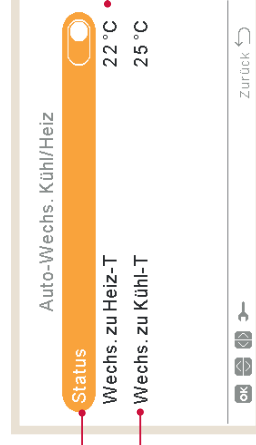 Auto-Wechs. Kühl/Heiz
Status
Wechs. zu Heiz-T 22 °C
Wechs. zu Kühl-T 25 °C
OK Zurück